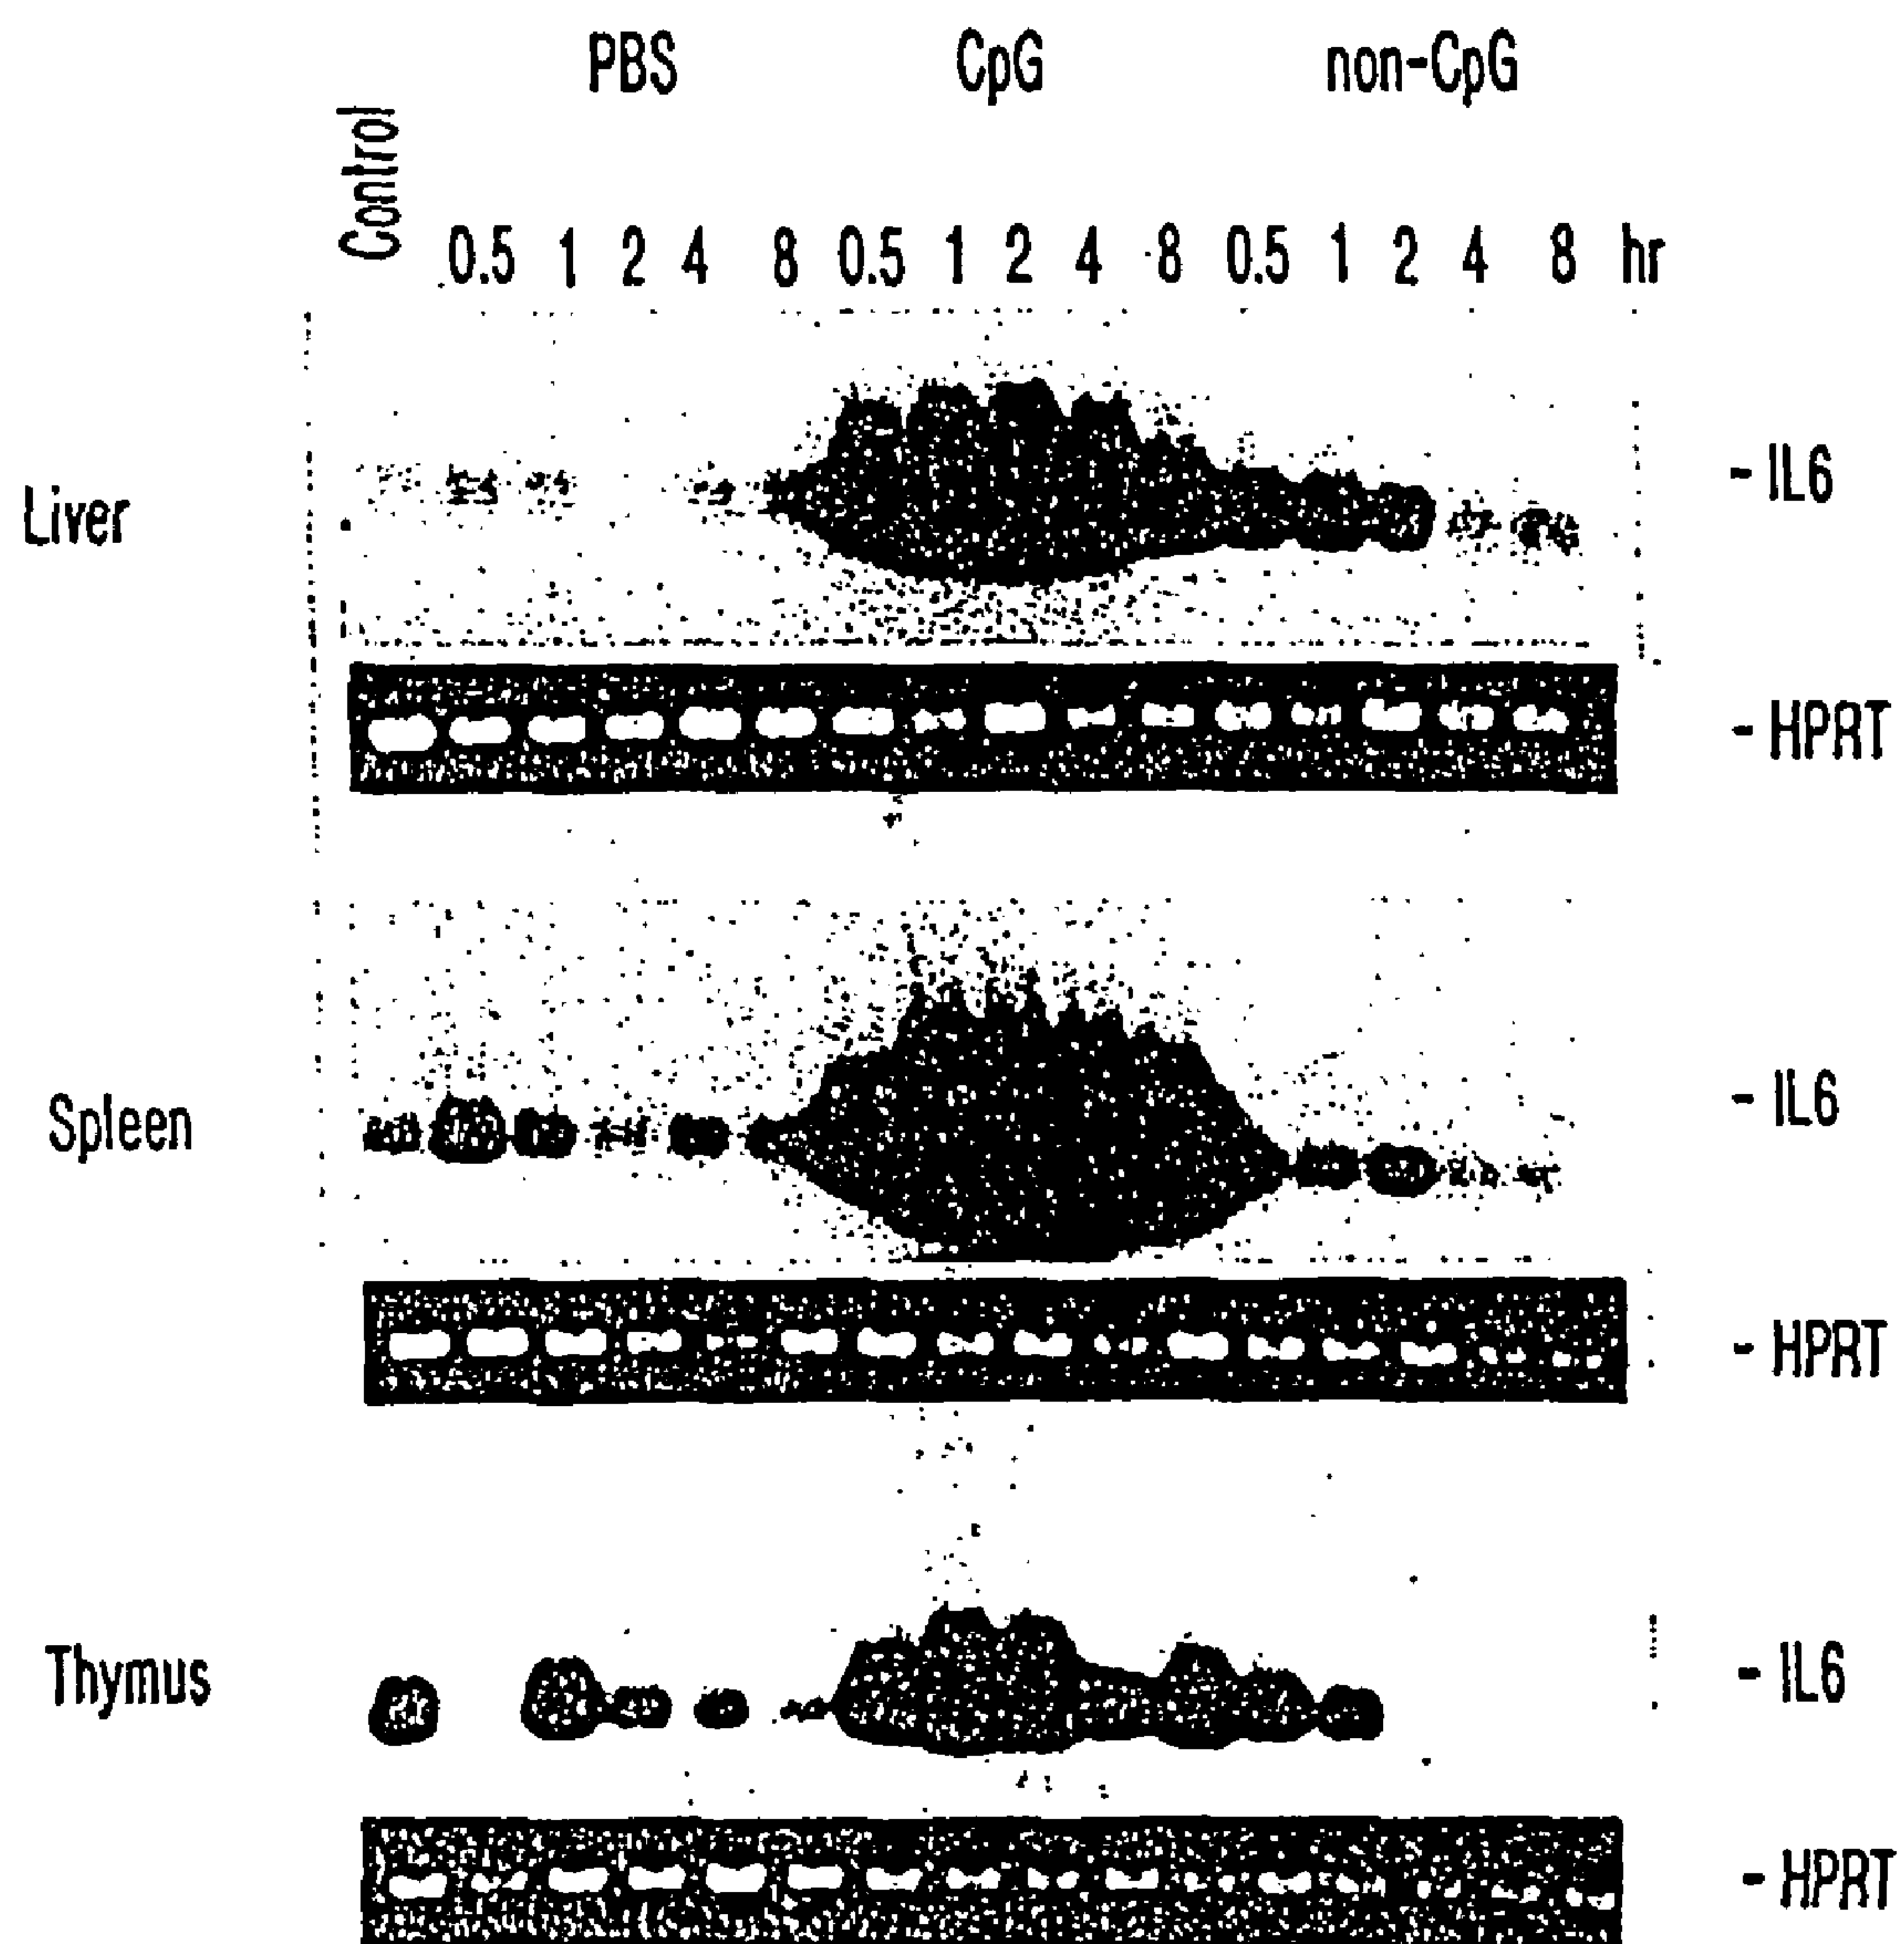 PBS CpG non-CpG
Control
0.5 1 2 4 8 0.5 1 2 4 8 0.5 1 2 4 8 hr
Liver
- IL6
- HPRT
Spleen
- IL6
- HPRT
Thymus
- IL6
- HPRT